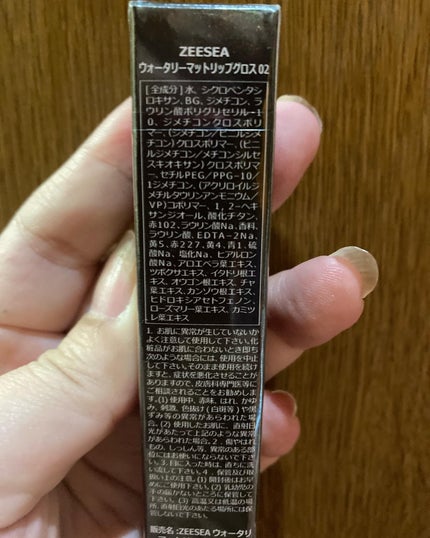 ZEESEA
ウォータリーマットリップグロス 02
[全成分] 水、シクロペンタシ
ロキサン、BG、ジメチコン、ラ
ウリン酸ポリグリセリル-1
0、ジメチコンクロスポリ
マー、(ジメチコン/ビニルジメ
チコン) クロスポリマー、(ビニ
ルジメチコン/メチコンシルセ
スキオキサン) クロスポリマ
ー、セチルPEG/PPG-10/
1ジメチコン、(アクリロイルジ
メチルタウリンアンモニウム/
VP)コポリマー、1, 2-ヘキ
サンジオール、酸化チタン、
赤102、ラウリン酸Na、香料、
ラウリン酸、EDTA-2Na、
黄5、赤227、黄4、青1、硫
酸Na、塩化Na、ヒアルロン
酸Na、アロエベラ葉エキス、
ツボクサエキス、イタドリ根エ
キス、オウゴン根エキス、チャ
葉エキス、カンゾウ根エキス、
ヒドロキシアセトフェノン、
ローズマリー葉エキス、カミツ
レ葉エキス
1. お肌に異常が生じていないか
よく注意して使用して下さい。化
粧品がお肌に合わないとき即ち
次のような場合には、使用を中止
して下さい。そのまま使用を続け
ますと、症状を悪化させることが
ありますので、皮膚科専門医等に
ご相談されることをお勧めしま
す。(1) 使用中、赤味、はれ、かゆ
み、刺激、色抜け (白斑等) や黒
ずみ等の異常があらわれた場
合。(2) 使用したお肌に、直射日
光があたって上記のような異常
があらわれた場合。2. 傷やはれ
もの、しっしん等、異常のある部
位にはお使いにならないで下さ
い。3. 目に入った時は、直ちに洗
い流して下さい。4. 保管及び取
扱い上の注意 (1) 開封後はお早
めにご使用下さい。(2) 乳幼児の
手の届かないところに保管して
下さい。(3) 高温又は低温の場
所、直射日光のあたる場所には保
管しないで下さい。
販売名 :ZEESEA ウォータリ